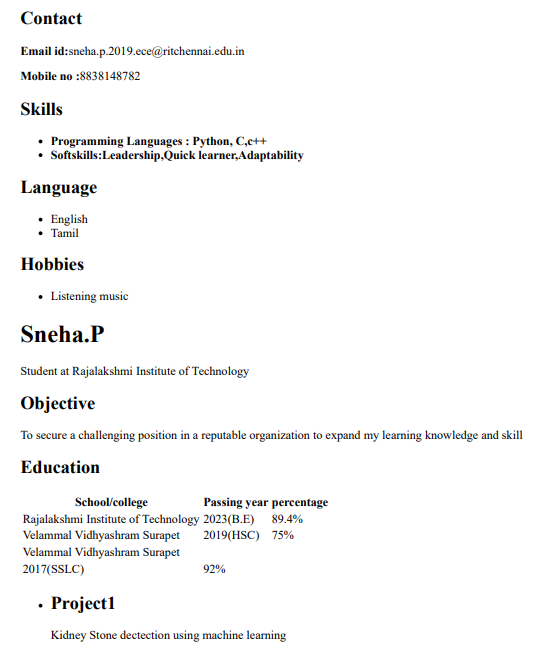 Contact
Email id:sneha.p.2019.ece@ritchennai.edu.in
Mobile no :8838148782
Skills
• Programming Languages : Python, C,c++
• Softskills:Leadership,Quick learner,Adaptability
Language
• English
• Tamil
Hobbies
• Listening music
Sneha.P
Student at Rajalakshmi Institute of Technology
Objective
To secure a challenging position in a reputable organization to expand my learning knowledge and skill
Education
School/college Passing year percentage
Rajalakshmi Institute of Technology 2023(B.E) 89.4%
Velammal Vidhyashram Surapet 2019(HSC) 75%
Velammal Vidhyashram Surapet
2017(SSLC) 92%
• Project1
Kidney Stone dectection using machine learning